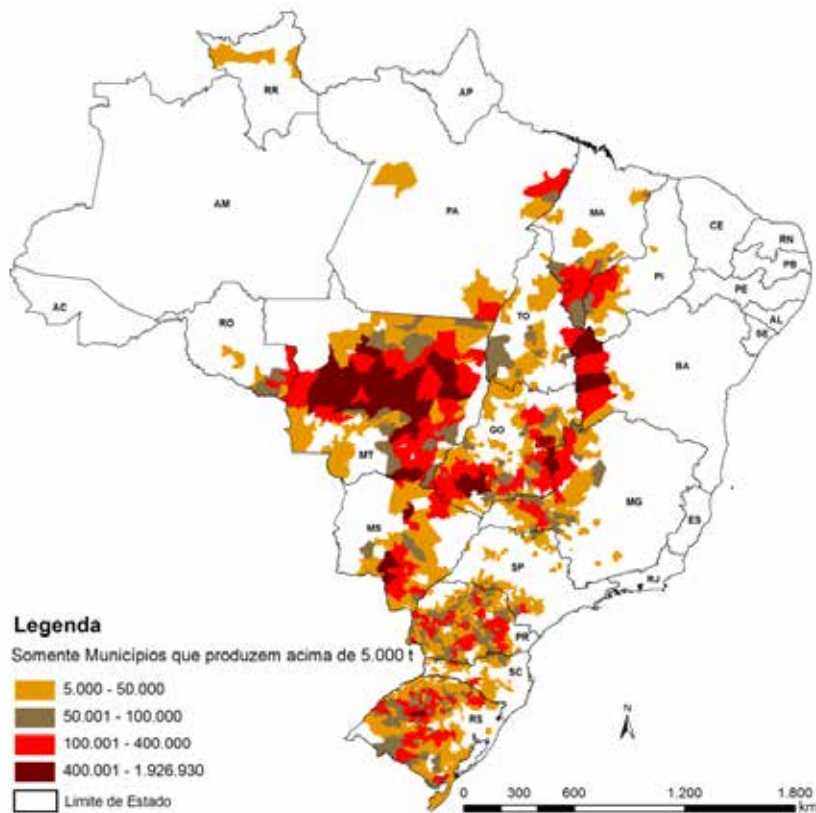 RR
AP
AM
PA
MA
CE
RN
PB
PE
AL
SE
PI
AC
RO
TO
BA
MT
GO
MG
ES
MS
SP
RJ
PR
SC
RS
Legenda
Somente Municípios que produzem acima de 5.000 t
5.000 - 50.000
50.001 - 100.000
100.001 - 400.000
400.001 - 1.926.930
Limite de Estado
N
0 300 600 1.200 1.800
km